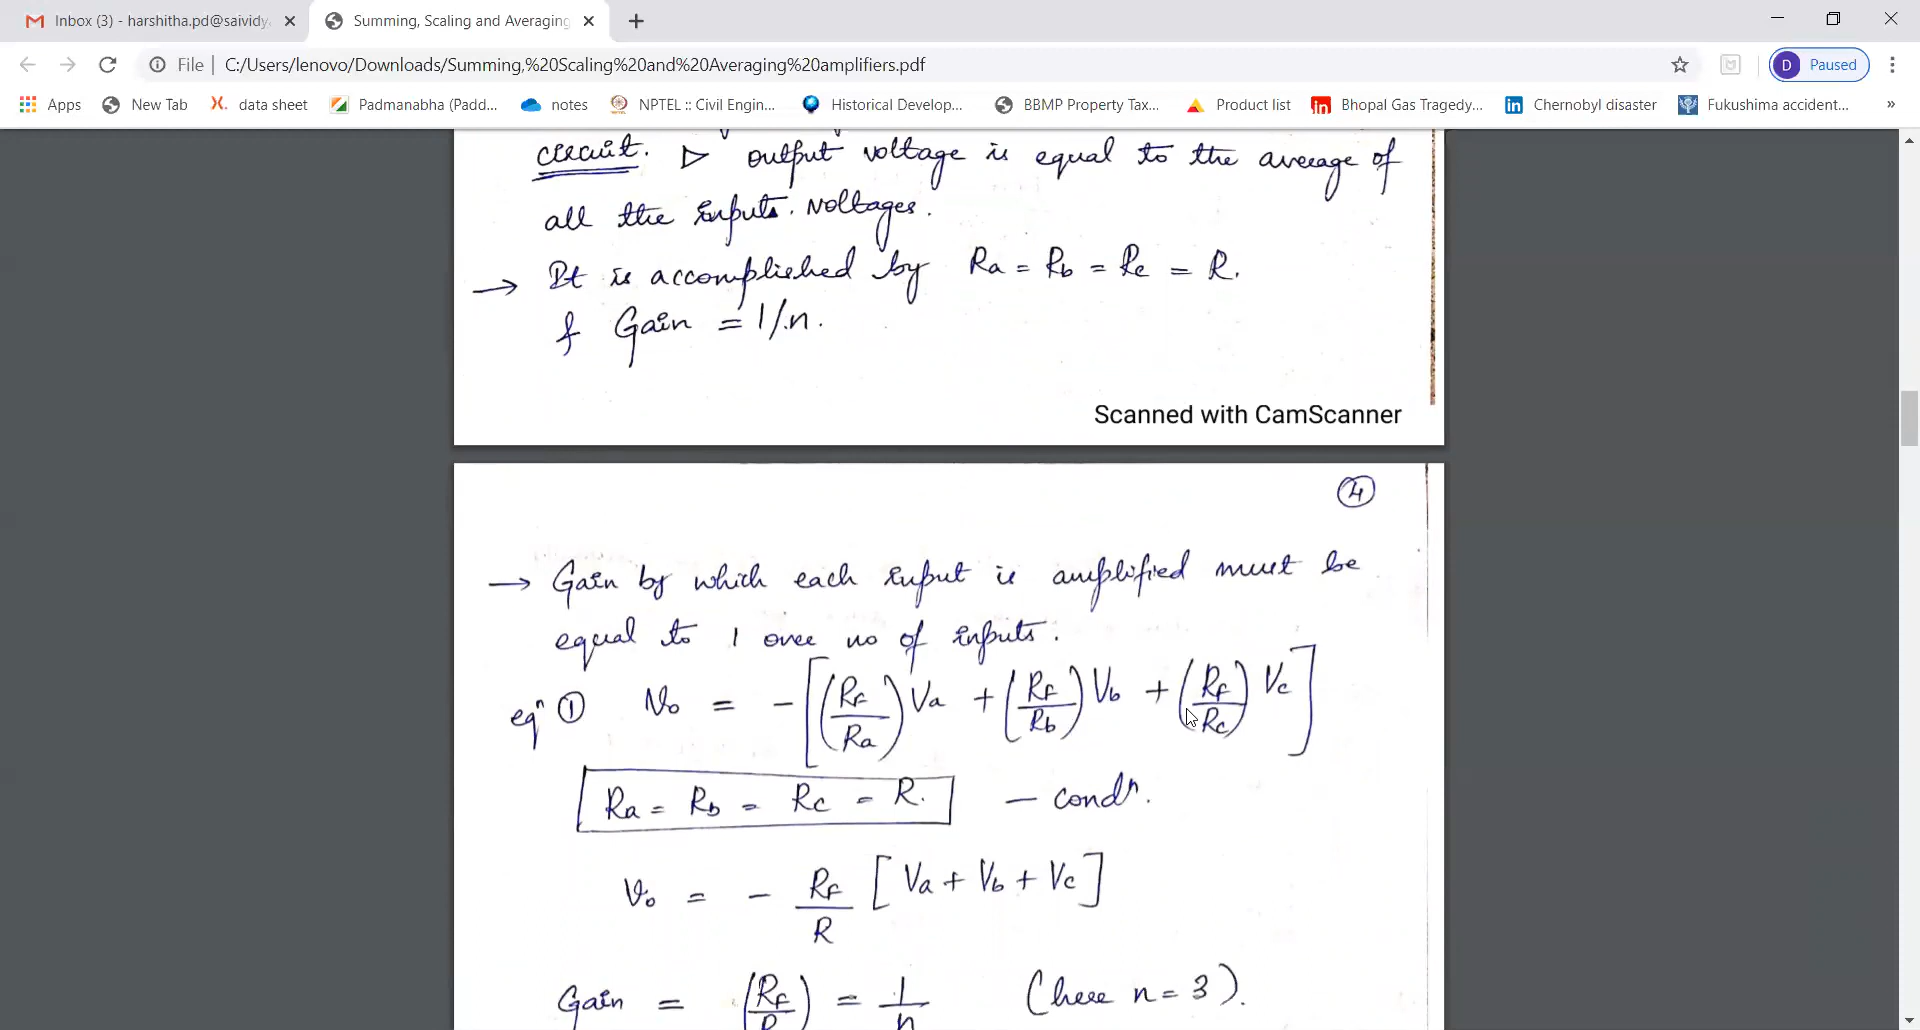 Inbox (3) - harshitha.pd@saividy
Summing, Scaling and Averaging
File | C:/Users/lenovo/Downloads/Summing,%20Scaling%20and%20Averaging%20amplifiers.pdf
D Paused
Apps New Tab X. data sheet Padmanabha (Padd... notes NPTEL :: Civil Engin... Historical Develop... BBMP Property Tax... Product list Bhopal Gas Tragedy,... Chernobyl disaster Fukushima accident... »
circuit. ▷ output voltage is equal to the average of
all the inputs. voltages.
→ It is accomplished by Ra = Rb = Rc = R.
& Gain = 1/n.
Scanned with CamScanner
4
→ Gain by which each input is amplified must be
equal to 1 over no of inputs.
eqn ① Vo = - [(RF/Ra) Va + (RF/Rb) Vb + (RF/Rc) Vc]
Ra = Rb = Rc = R. — condn.
Vo = - RF/R [Va + Vb + Vc]
Gain = (RF/R) = 1/n (here n = 3).